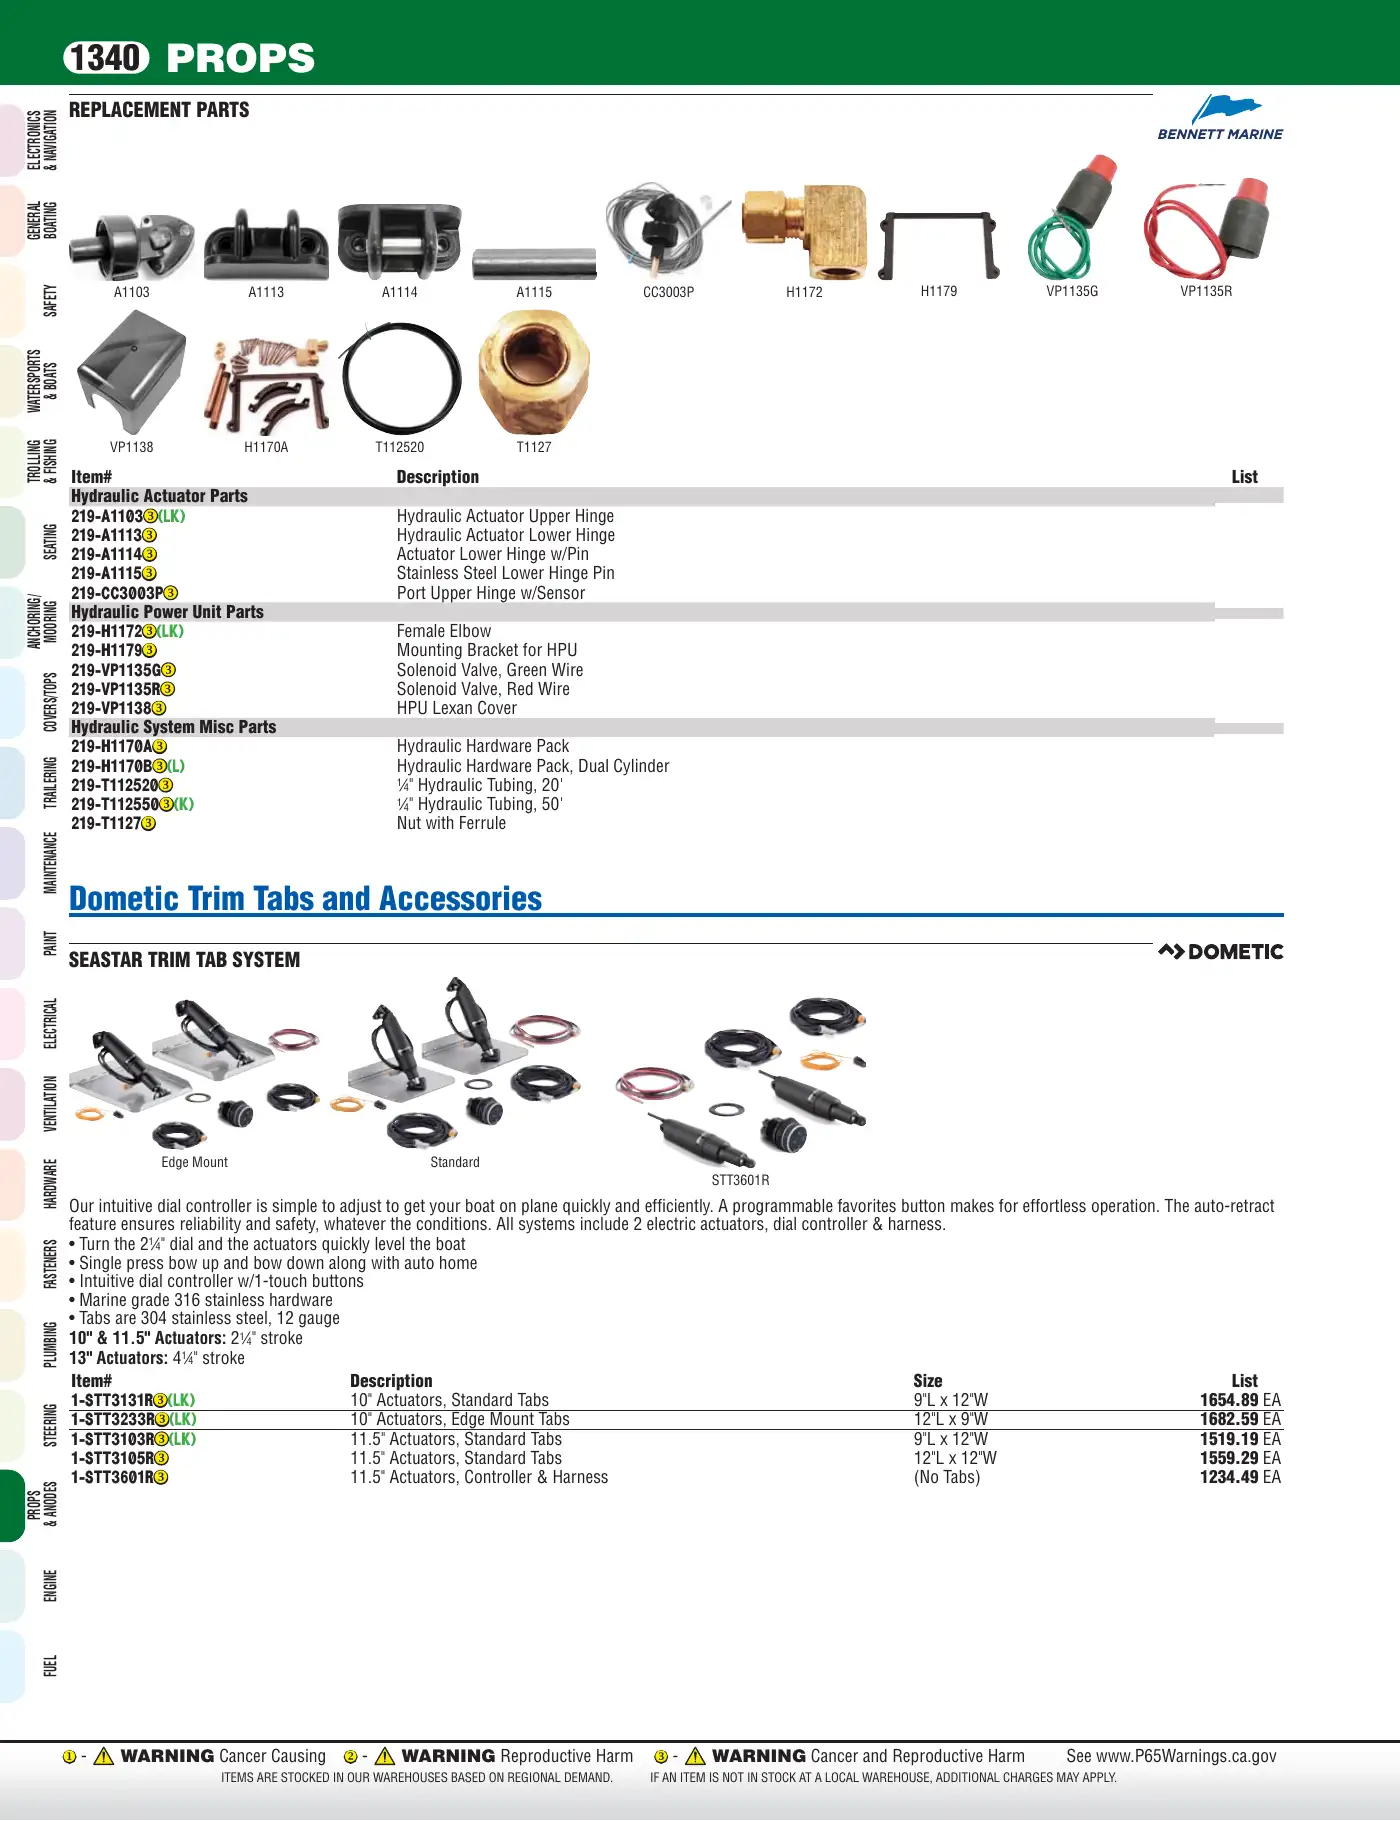 1340 PROPS
REPLACEMENT PARTS
BENNETT MARINE
A1103
A1113
A1114
A1115
CC3003P
H1172
H1179
VP1135G
VP1135R
VP1138
H1170A
T112520
T1127
Item# Description List
Hydraulic Actuator Parts
219-A1103③(LK) Hydraulic Actuator Upper Hinge
219-A1113③ Hydraulic Actuator Lower Hinge
219-A1114③ Actuator Lower Hinge w/Pin
219-A1115③ Stainless Steel Lower Hinge Pin
219-CC3003P③ Port Upper Hinge w/Sensor
Hydraulic Power Unit Parts
219-H1172③(LK) Female Elbow
219-H1179③ Mounting Bracket for HPU
219-VP1135G③ Solenoid Valve, Green Wire
219-VP1135R③ Solenoid Valve, Red Wire
219-VP1138③ HPU Lexan Cover
Hydraulic System Misc Parts
219-H1170A③ Hydraulic Hardware Pack
219-H1170B③(L) Hydraulic Hardware Pack, Dual Cylinder
219-T112520③ ¼" Hydraulic Tubing, 20'
219-T112550③(K) ¼" Hydraulic Tubing, 50'
219-T1127③ Nut with Ferrule
Dometic Trim Tabs and Accessories
SEASTAR TRIM TAB SYSTEM
DOMETIC
Edge Mount
Standard
STT3601R
Our intuitive dial controller is simple to adjust to get your boat on plane quickly and efficiently. A programmable favorites button makes for effortless operation. The auto-retract
feature ensures reliability and safety, whatever the conditions. All systems include 2 electric actuators, dial controller & harness.
• Turn the 2¼" dial and the actuators quickly level the boat
• Single press bow up and bow down along with auto home
• Intuitive dial controller w/1-touch buttons
• Marine grade 316 stainless hardware
• Tabs are 304 stainless steel, 12 gauge
10" & 11.5" Actuators: 2¼" stroke
13" Actuators: 4¼" stroke
Item# Description Size List
1-STT3131R③(LK) 10" Actuators, Standard Tabs 9"L x 12"W 1654.89 EA
1-STT3233R③(LK) 10" Actuators, Edge Mount Tabs 12"L x 9"W 1682.59 EA
1-STT3103R③(LK) 11.5" Actuators, Standard Tabs 9"L x 12"W 1519.19 EA
1-STT3105R③ 11.5" Actuators, Standard Tabs 12"L x 12"W 1559.29 EA
1-STT3601R③ 11.5" Actuators, Controller & Harness (No Tabs) 1234.49 EA
ELECTRONICS
& NAVIGATION
GENERAL
BOATING
SAFETY
WATERSPORTS
& BOATS
TROLLING
& FISHING
SEATING
ANCHORING/
MOORING
COVERS/TOPS
TRAILERING
MAINTENANCE
PAINT
ELECTRICAL
VENTILATION
HARDWARE
FASTENERS
PLUMBING
STEERING
PROPS
& ANODES
ENGINE
FUEL
① - ⚠ WARNING Cancer Causing ② - ⚠ WARNING Reproductive Harm ③ - ⚠ WARNING Cancer and Reproductive Harm See www.P65Warnings.ca.gov
ITEMS ARE STOCKED IN OUR WAREHOUSES BASED ON REGIONAL DEMAND. IF AN ITEM IS NOT IN STOCK AT A LOCAL WAREHOUSE, ADDITIONAL CHARGES MAY APPLY.